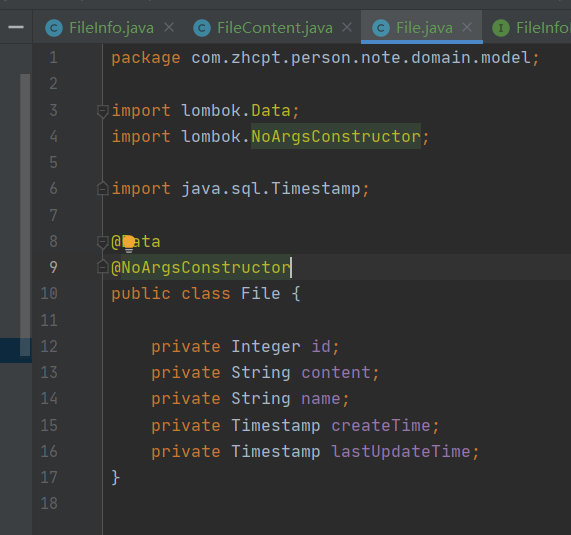 FileInfo.java × FileContent.java × File.java × FileInfo
1 package com.zhcpt.person.note.domain.model;
2
3 import lombok.Data;
4 import lombok.NoArgsConstructor;
5
6 import java.sql.Timestamp;
7
8 @Data
9 @NoArgsConstructor
10 public class File {
11
12 private Integer id;
13 private String content;
14 private String name;
15 private Timestamp createTime;
16 private Timestamp lastUpdateTime;
17 }
18